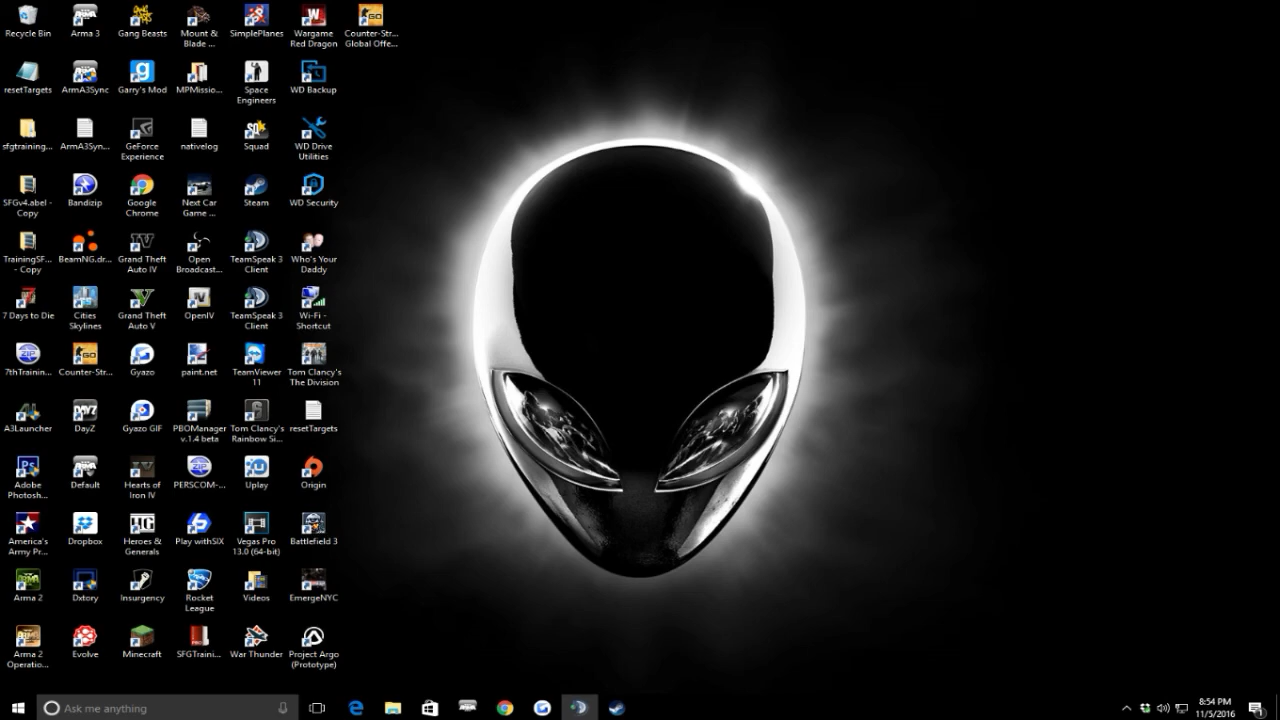 Recycle Bin
Arma 3
Gang Beasts
Mount &
Blade ...
SimplePlanes
Wargame
Red Dragon
Counter-Str...
Global Offe...
resetTargets
ArmA3Sync
Garry's Mod
MPMissio...
Space
Engineers
WD Backup
sfgtraining...
ArmA3Syn...
GeForce
Experience
nativelog
Squad
WD Drive
Utilities
SFGv4.abel -
Copy
Bandizip
Google
Chrome
Next Car
Game ...
Steam
WD Security
TrainingSF...
- Copy
BeamNG.dr...
Grand Theft
Auto IV
Open
Broadcast...
TeamSpeak 3
Client
Who's Your
Daddy
7 Days to Die
Cities
Skylines
Grand Theft
Auto V
OpenIV
TeamSpeak 3
Client
Wi-Fi -
Shortcut
7thTrainin...
Counter-Str...
Gyazo
paint.net
TeamViewer
11
Tom Clancy's
The Division
A3Launcher
DayZ
Gyazo GIF
PBOManager
v.1.4 beta
Tom Clancy's
Rainbow Si...
resetTargets
Adobe
Photosh...
Default
Hearts of
Iron IV
PERSCOM-...
Uplay
Origin
America's
Army Pr...
Dropbox
Heroes &
Generals
Play withSIX
Vegas Pro
13.0 (64-bit)
Battlefield 3
Arma 2
Dxtory
Insurgency
Rocket
League
Videos
EmergeNYC
Arma 2
Operatio...
Evolve
Minecraft
SFGTraini...
War Thunder
Project Argo
(Prototype)
Ask me anything
8:54 PM
11/5/2016